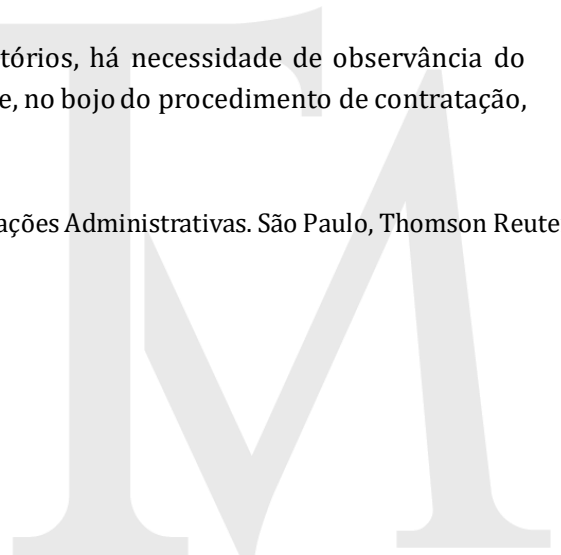 tórios, há necessidade de observância do
e, no bojo do procedimento de contratação,
ações Administrativas. São Paulo, Thomson Reute